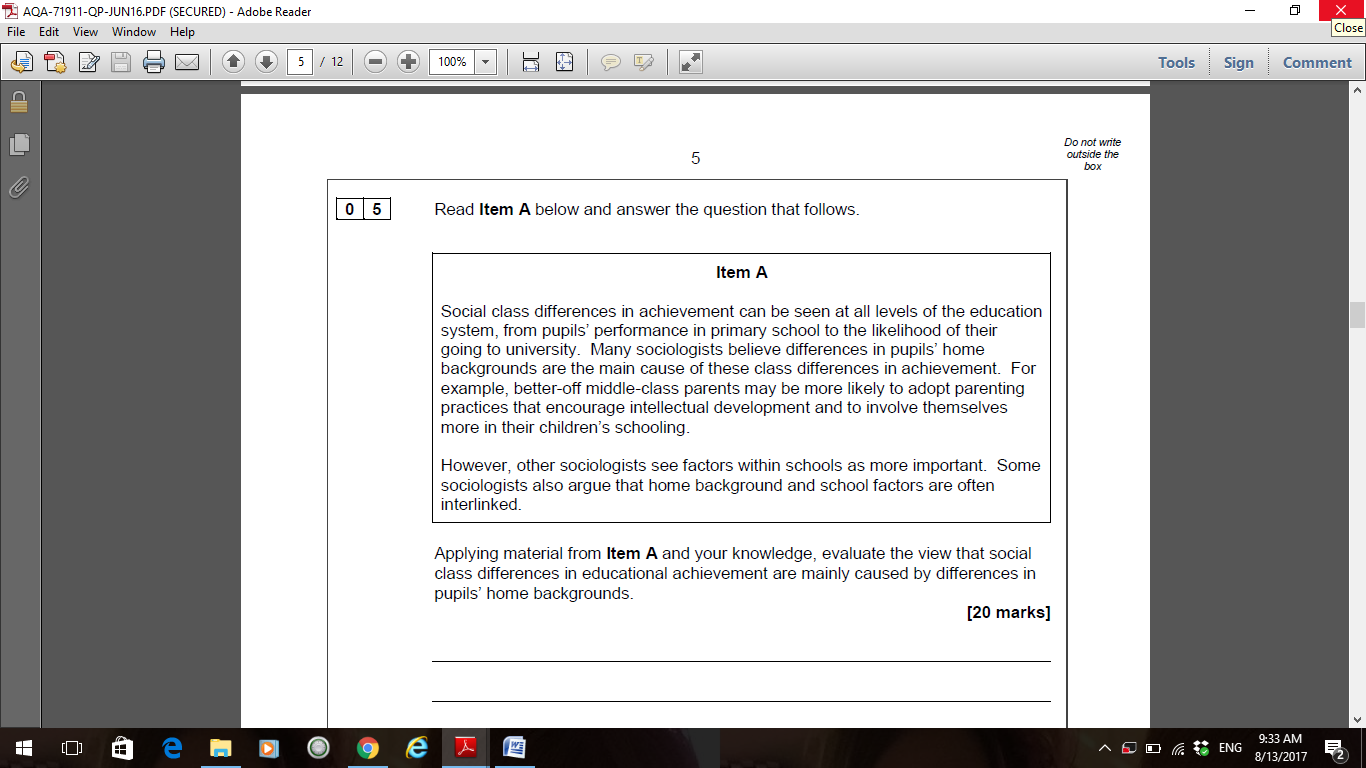 AQA-71911-QP-JUN16.PDF (SECURED) - Adobe Reader
Close
File Edit View Window Help
5 / 12 100% Tools Sign Comment
Do not write
outside the
box
5
0 5 Read Item A below and answer the question that follows.
Item A
Social class differences in achievement can be seen at all levels of the education
system, from pupils’ performance in primary school to the likelihood of their
going to university. Many sociologists believe differences in pupils’ home
backgrounds are the main cause of these class differences in achievement. For
example, better-off middle-class parents may be more likely to adopt parenting
practices that encourage intellectual development and to involve themselves
more in their children’s schooling.
However, other sociologists see factors within schools as more important. Some
sociologists also argue that home background and school factors are often
interlinked.
Applying material from Item A and your knowledge, evaluate the view that social
class differences in educational achievement are mainly caused by differences in
pupils’ home backgrounds.
[20 marks]
ENG
9:33 AM
8/13/2017
2